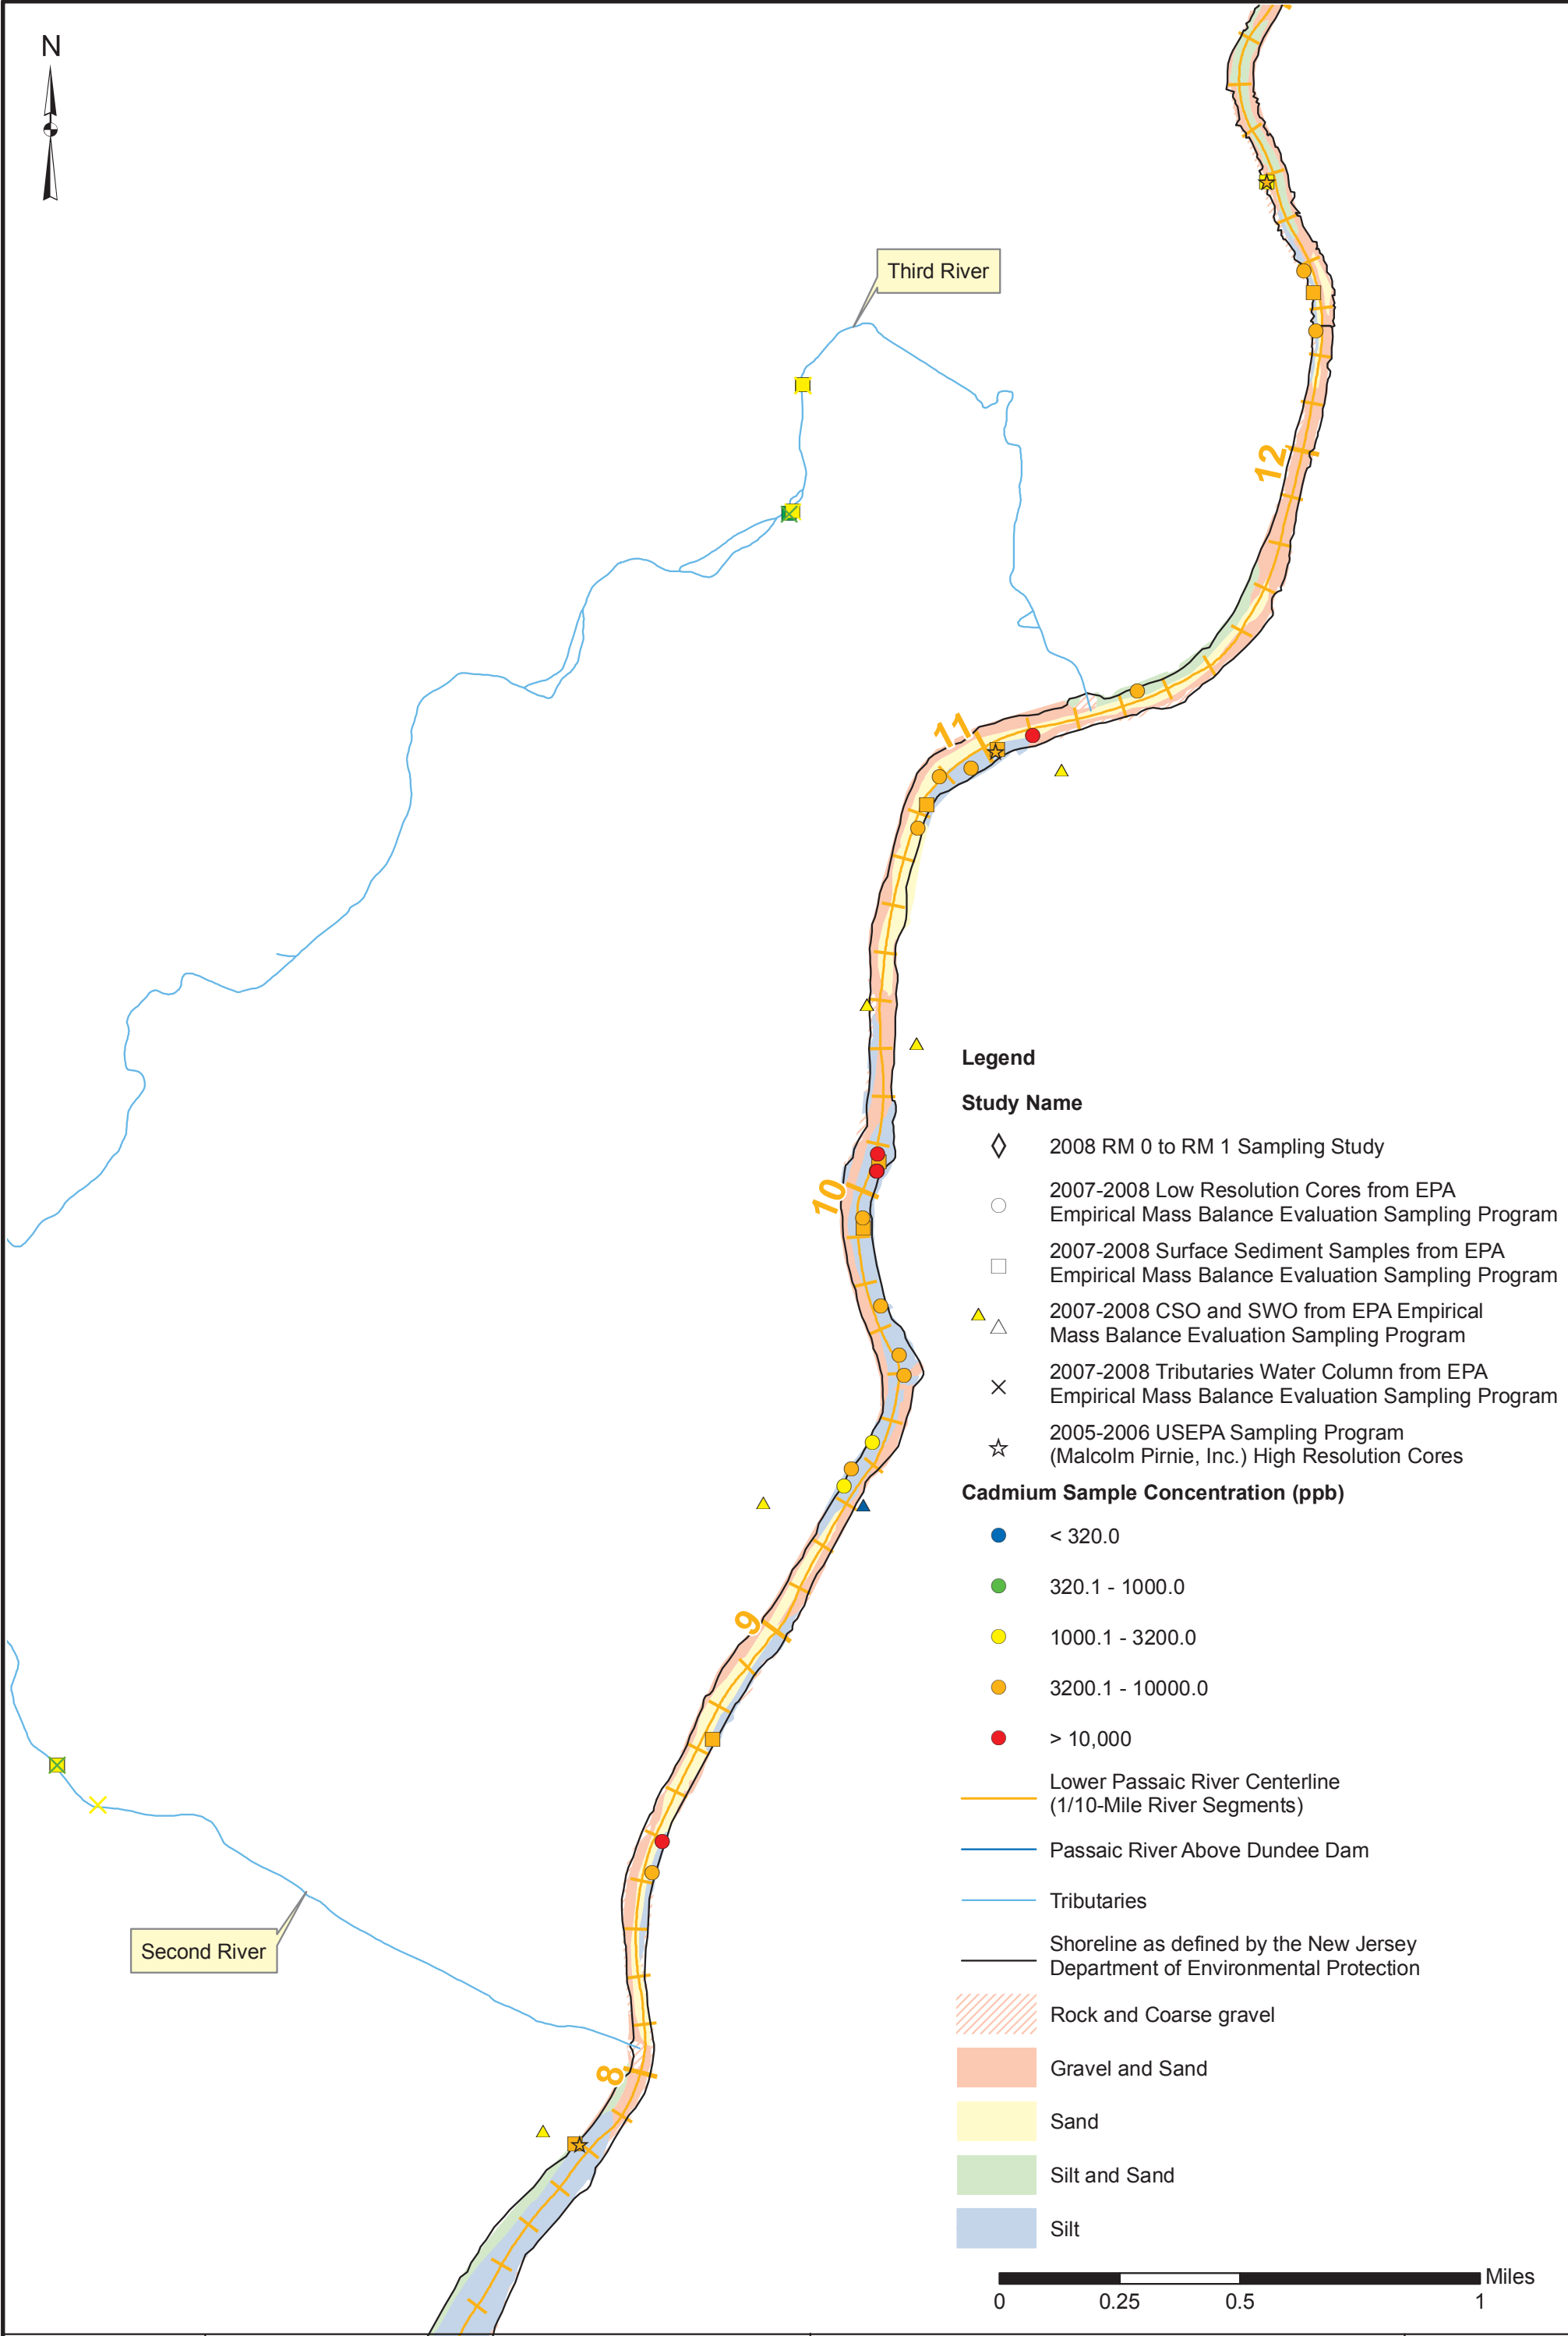 N
Third River
12
11
10
9
8
Second River
Legend
Study Name
2008 RM 0 to RM 1 Sampling Study
2007-2008 Low Resolution Cores from EPA
Empirical Mass Balance Evaluation Sampling Program
2007-2008 Surface Sediment Samples from EPA
Empirical Mass Balance Evaluation Sampling Program
2007-2008 CSO and SWO from EPA Empirical
Mass Balance Evaluation Sampling Program
2007-2008 Tributaries Water Column from EPA
Empirical Mass Balance Evaluation Sampling Program
2005-2006 USEPA Sampling Program
(Malcolm Pirnie, Inc.) High Resolution Cores
Cadmium Sample Concentration (ppb)
< 320.0
320.1 - 1000.0
1000.1 - 3200.0
3200.1 - 10000.0
> 10,000
Lower Passaic River Centerline
(1/10-Mile River Segments)
Passaic River Above Dundee Dam
Tributaries
Shoreline as defined by the New Jersey
Department of Environmental Protection
Rock and Coarse gravel
Gravel and Sand
Sand
Silt and Sand
Silt
Miles
0 0.25 0.5 1